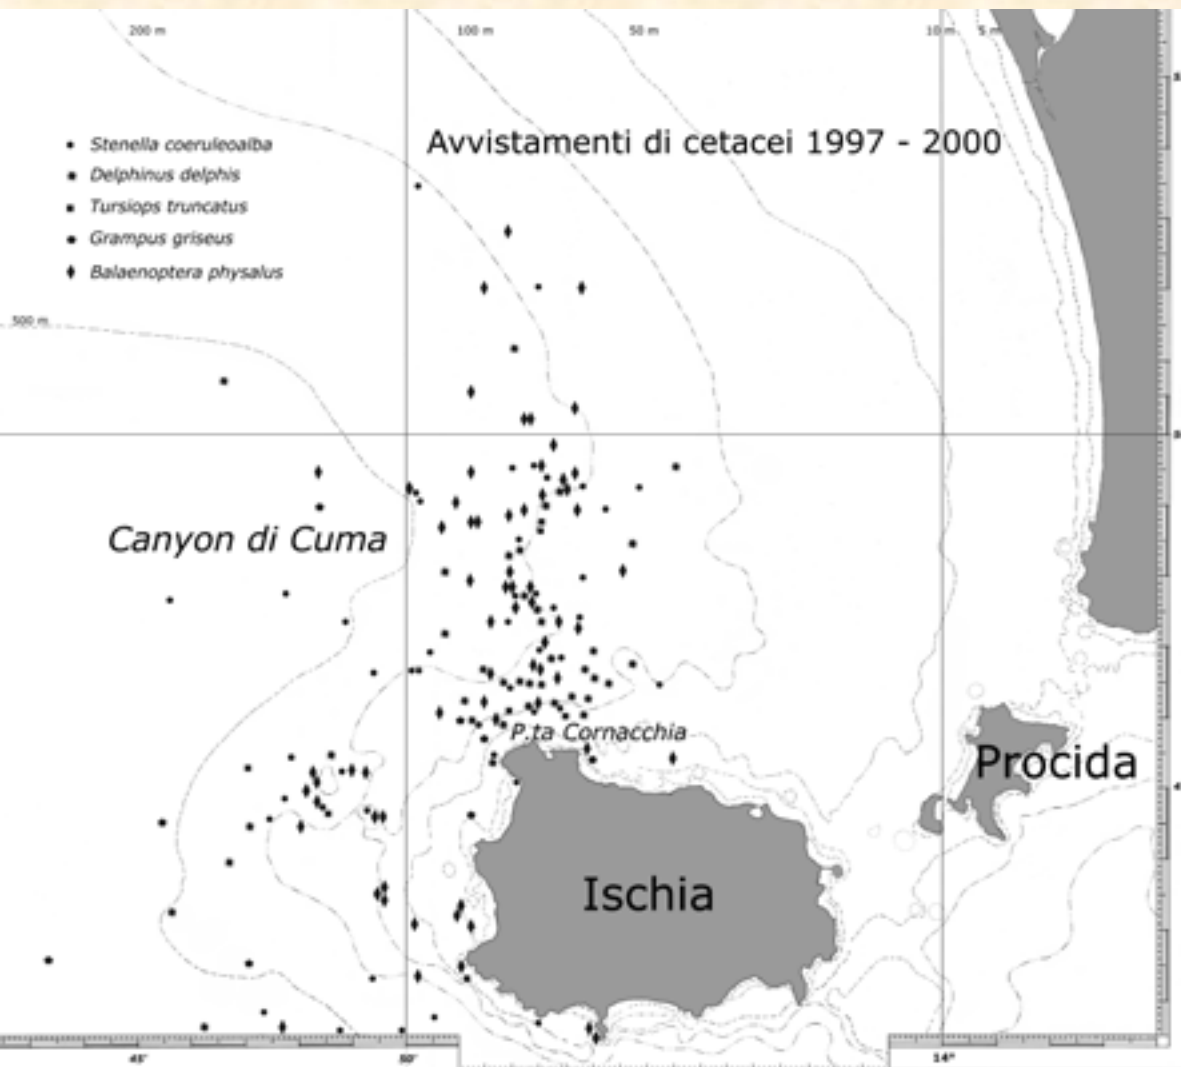 200 m 100 m 50 m 10 m 5 m
Avvistamenti di cetacei 1997 - 2000
Stenella coeruleoalba
Delphinus delphis
Tursiops truncatus
Grampus griseus
Balaenoptera physalus
500 m
Canyon di Cuma
P.ta Cornacchia
Procida
Ischia
45' 50' 14°